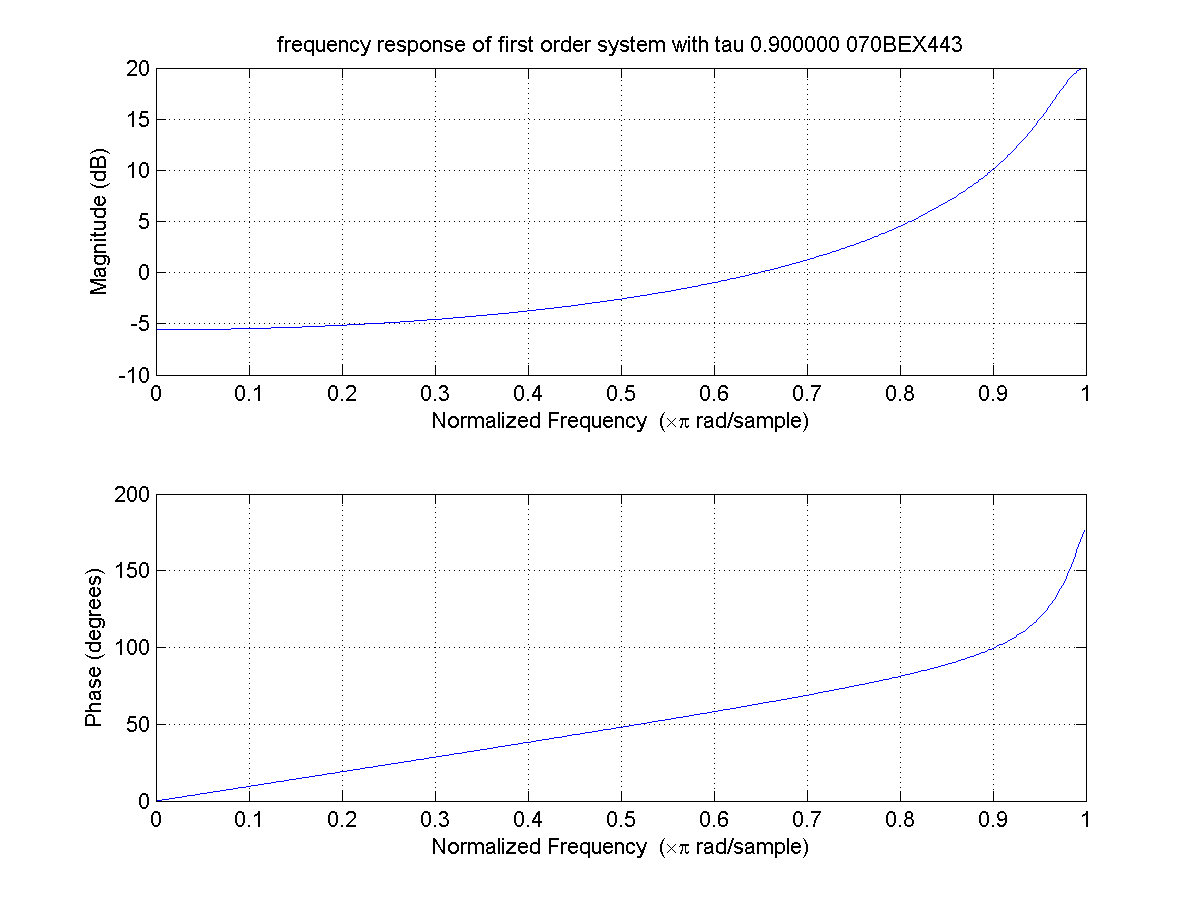 frequency response of first order system with tau 0.900000 070BEX443
20
15
10
5
0
-5
-10
Magnitude (dB)
0 0.1 0.2 0.3 0.4 0.5 0.6 0.7 0.8 0.9 1
Normalized Frequency (×π rad/sample)
200
150
100
50
0
Phase (degrees)
0 0.1 0.2 0.3 0.4 0.5 0.6 0.7 0.8 0.9 1
Normalized Frequency (×π rad/sample)